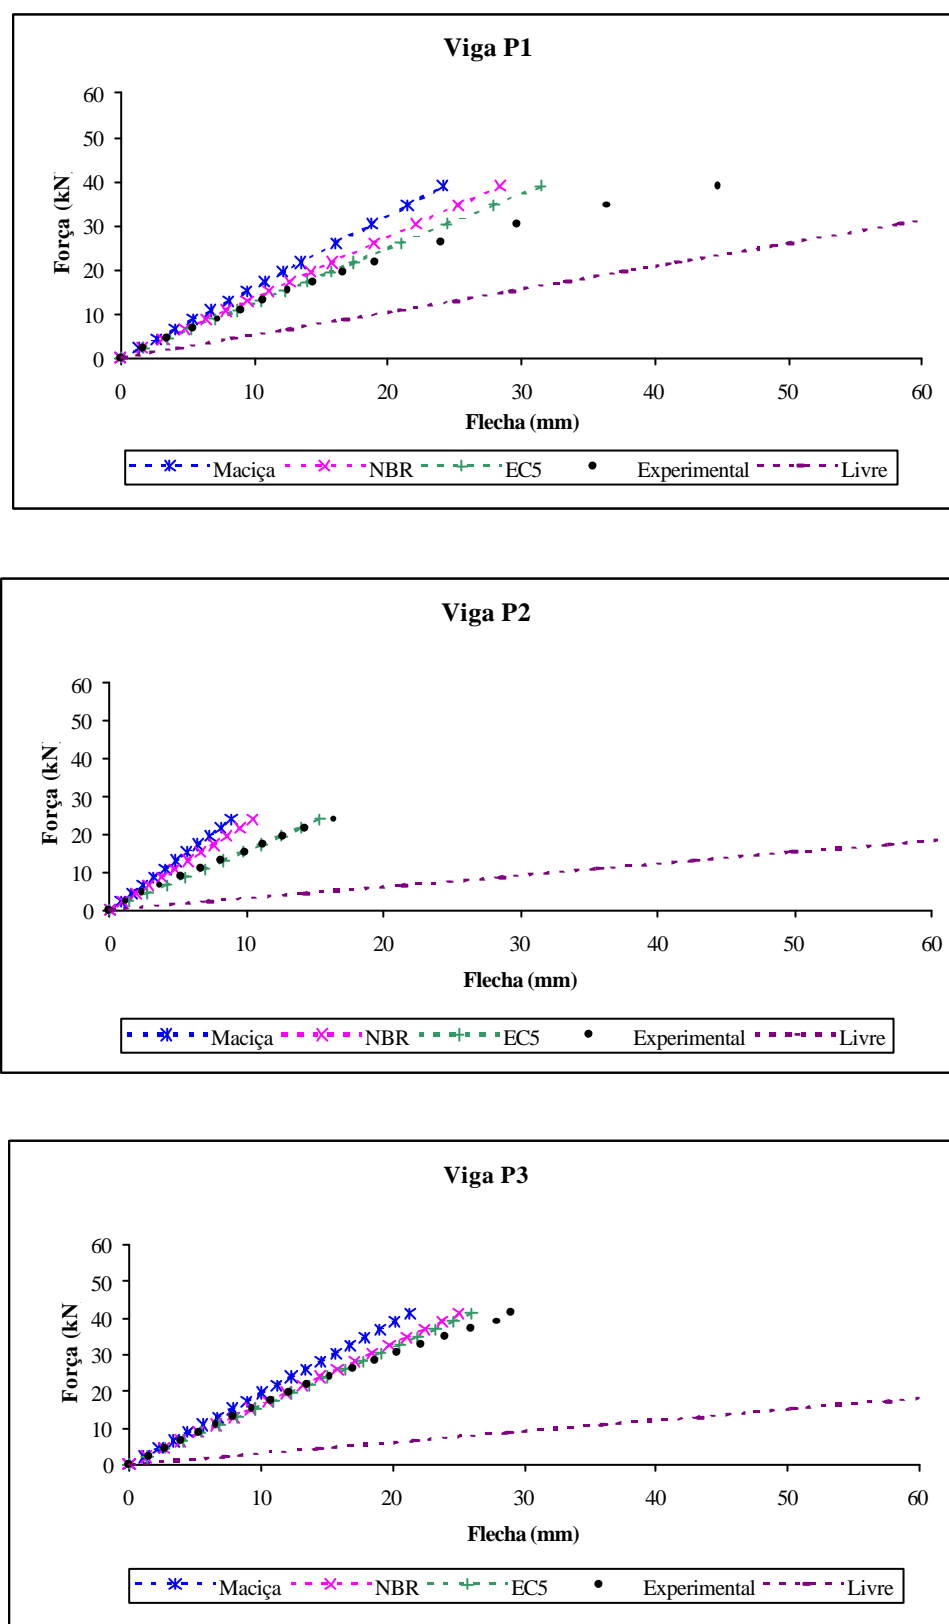 Viga P1
60
50
40
30
20
10
0
Força (kN)
0 10 20 30 40 50 60
Flecha (mm)
Maciça NBR EC5 Experimental Livre
Viga P2
60
50
40
30
20
10
0
Força (kN)
0 10 20 30 40 50 60
Flecha (mm)
Maciça NBR EC5 Experimental Livre
Viga P3
60
50
40
30
20
10
0
Força (kN
0 10 20 30 40 50 60
Flecha (mm)
Maciça NBR EC5 Experimental Livre